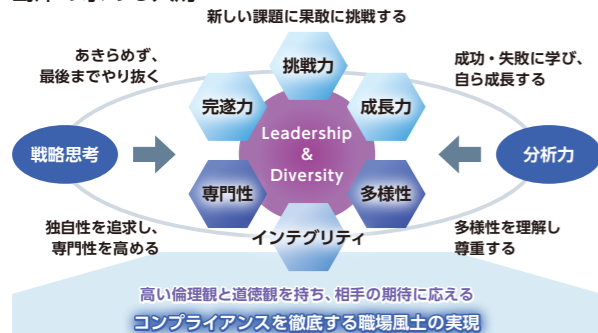 新しい課題に果敢に挑戦する
あきらめず、
最後までやり抜く
成功・失敗に学び、
自ら成長する
挑戦力
完遂力
成長力
Leadership
&
Diversity
戦略思考
分析力
専門性
多様性
インテグリティ
独自性を追求し、
専門性を高める
多様性を理解し
尊重する
高い倫理観と道徳観を持ち、相手の期待に応える
コンプライアンスを徹底する職場風土の実現